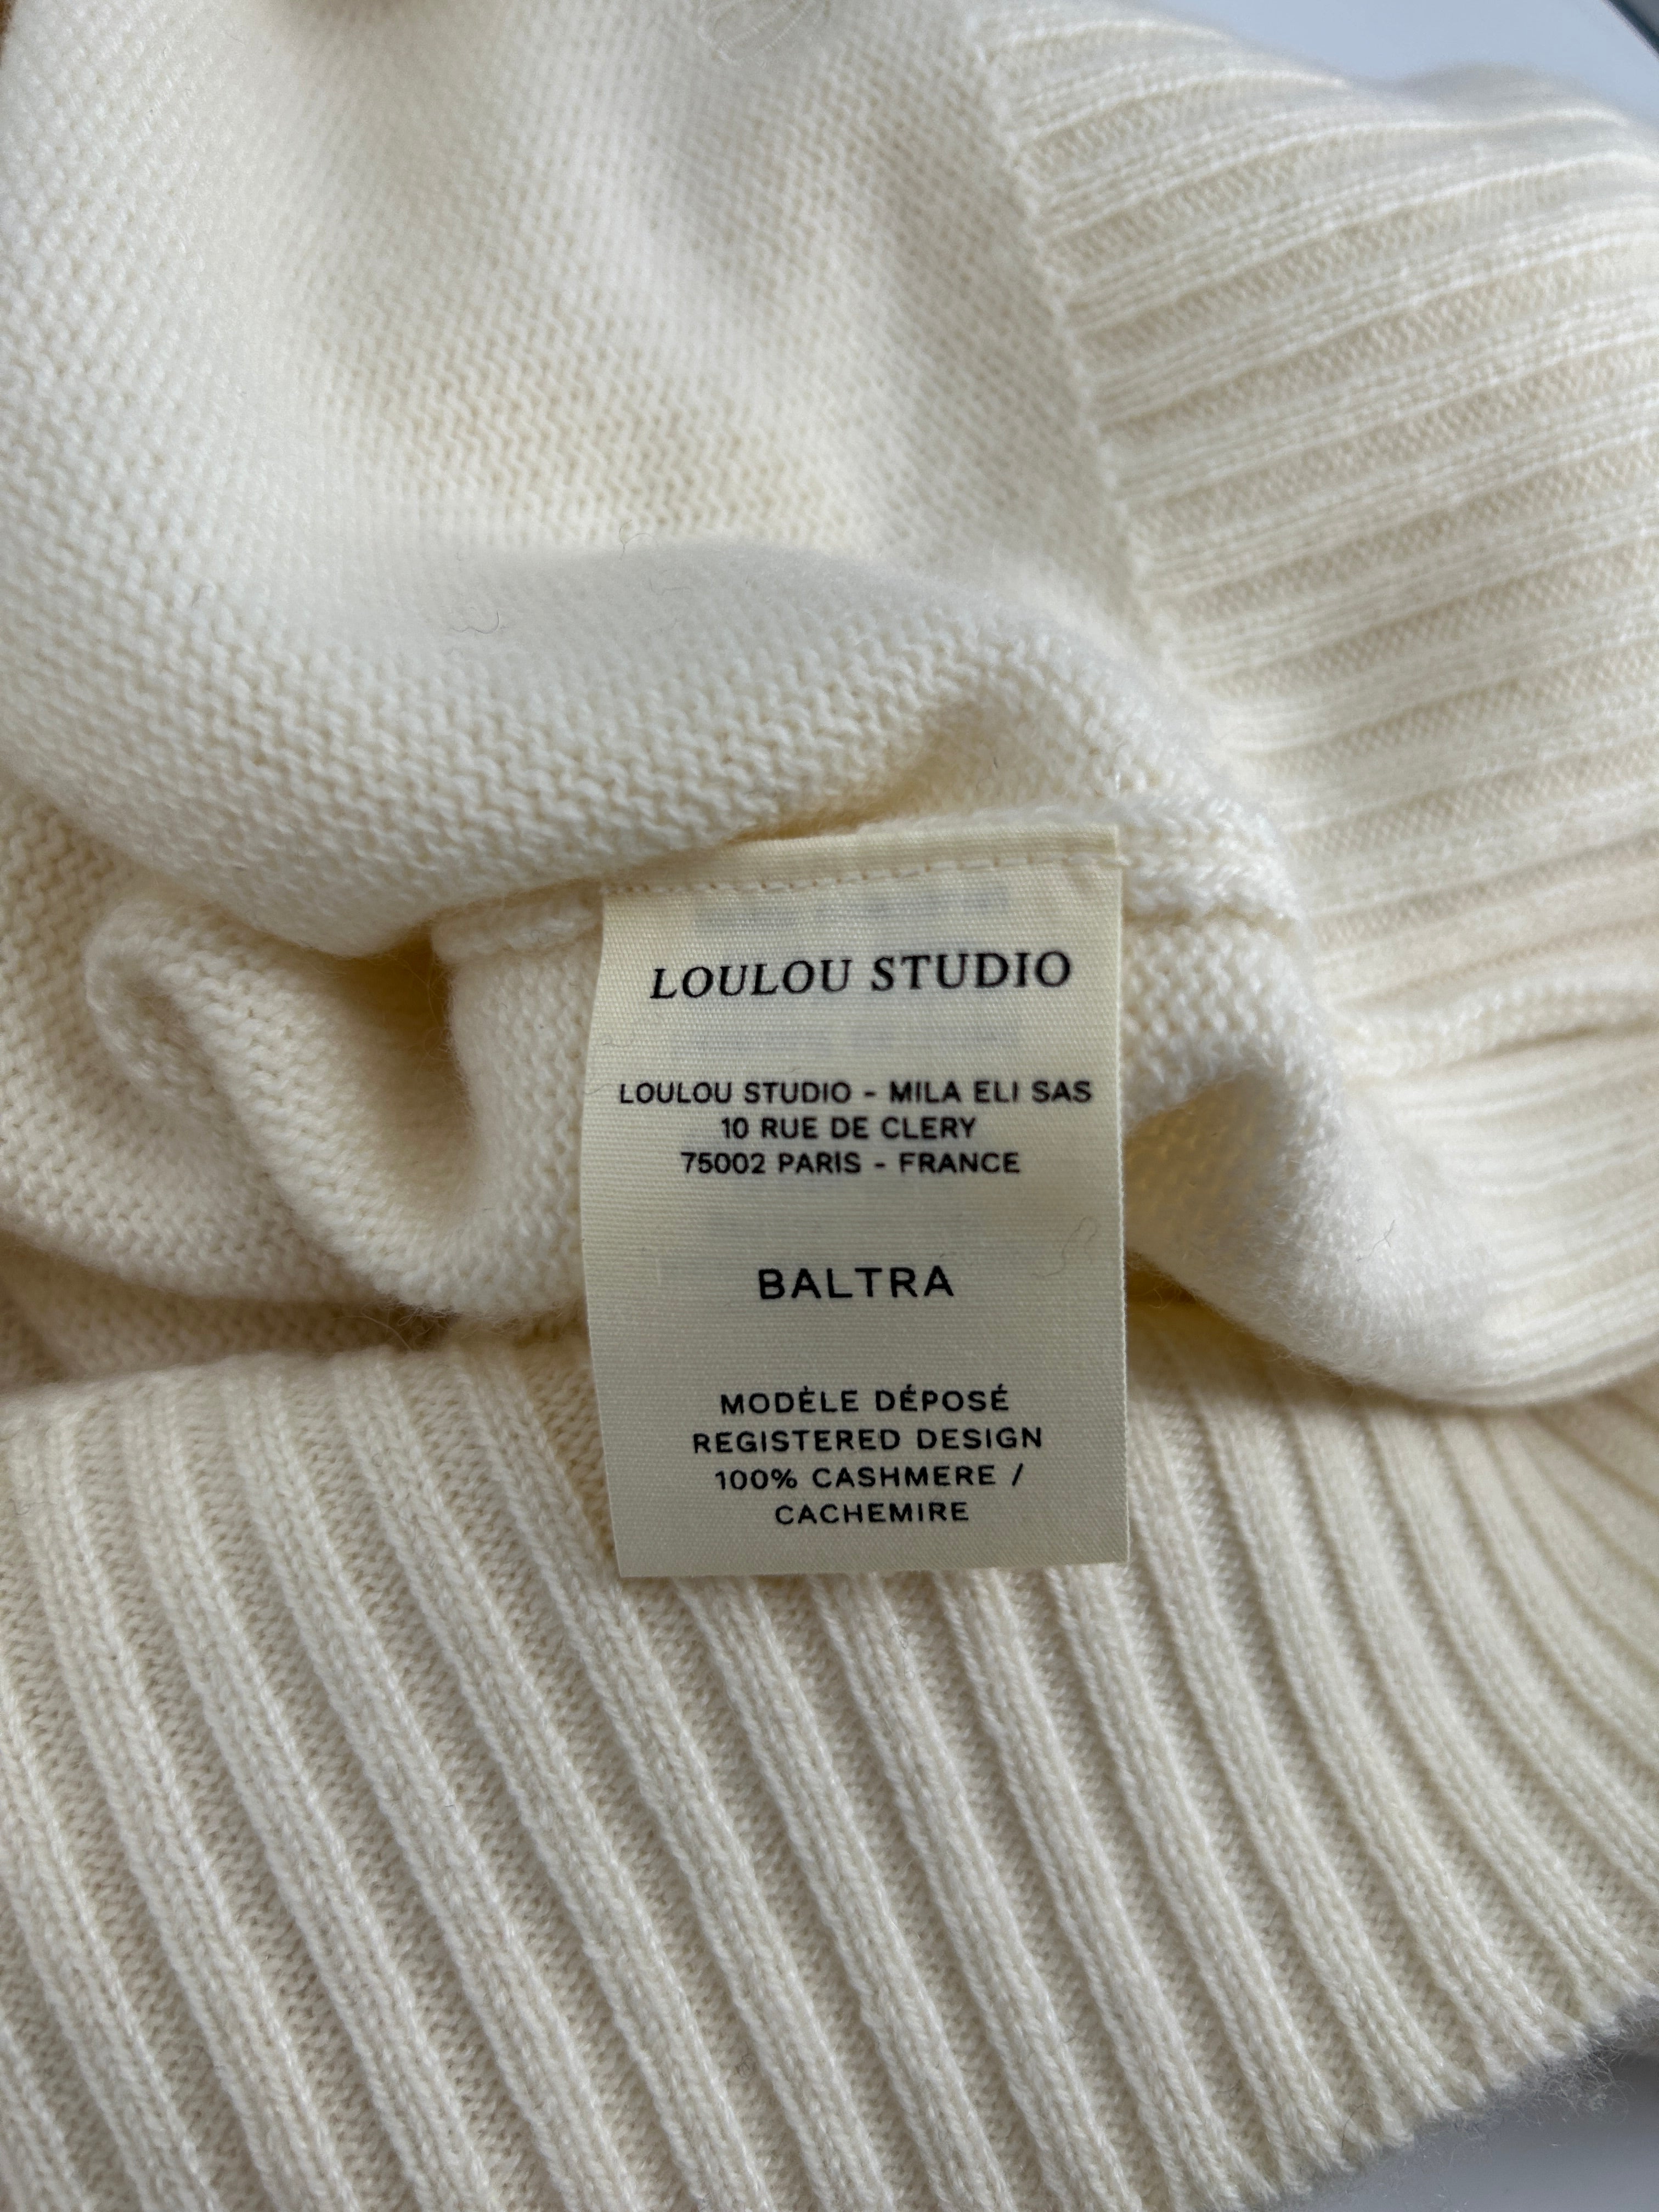 LOULOU STUDIO
LOULOU STUDIO - MILA ELI SAS
10 RUE DE CLERY
75002 PARIS - FRANCE
BALTRA
MODÈLE DÉPOSÉ
REGISTERED DESIGN
100% CASHMERE /
CACHEMIRE